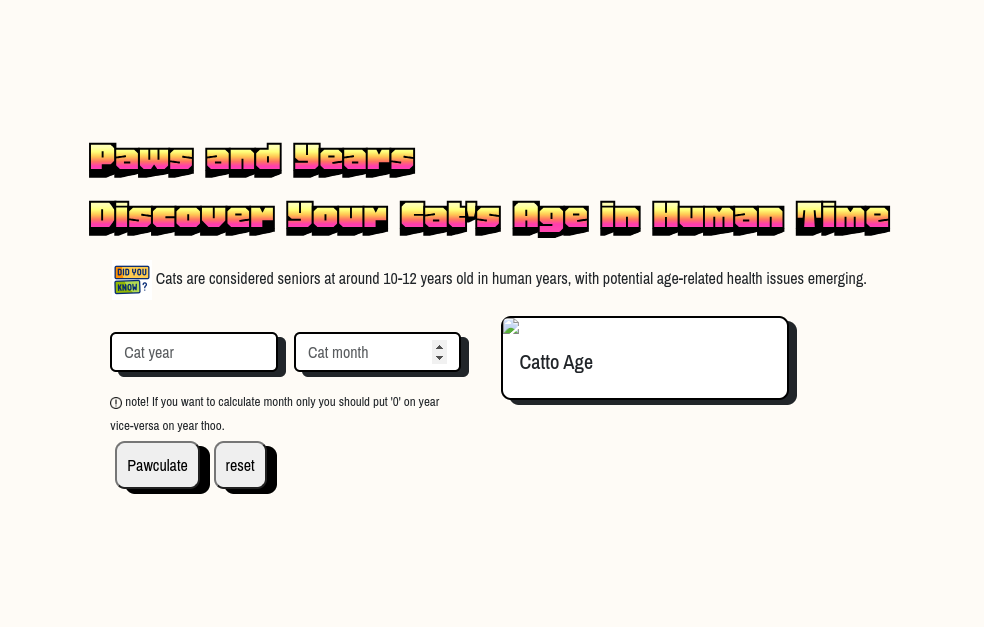 Paws and Years
Discover Your Cat's Age in Human Time
DID YOU
KNOW ?
Cats are considered seniors at around 10-12 years old in human years, with potential age-related health issues emerging.
Cat year
Cat month
Catto Age
note! If you want to calculate month only you should put '0' on year
vice-versa on year thoo.
Pawculate
reset